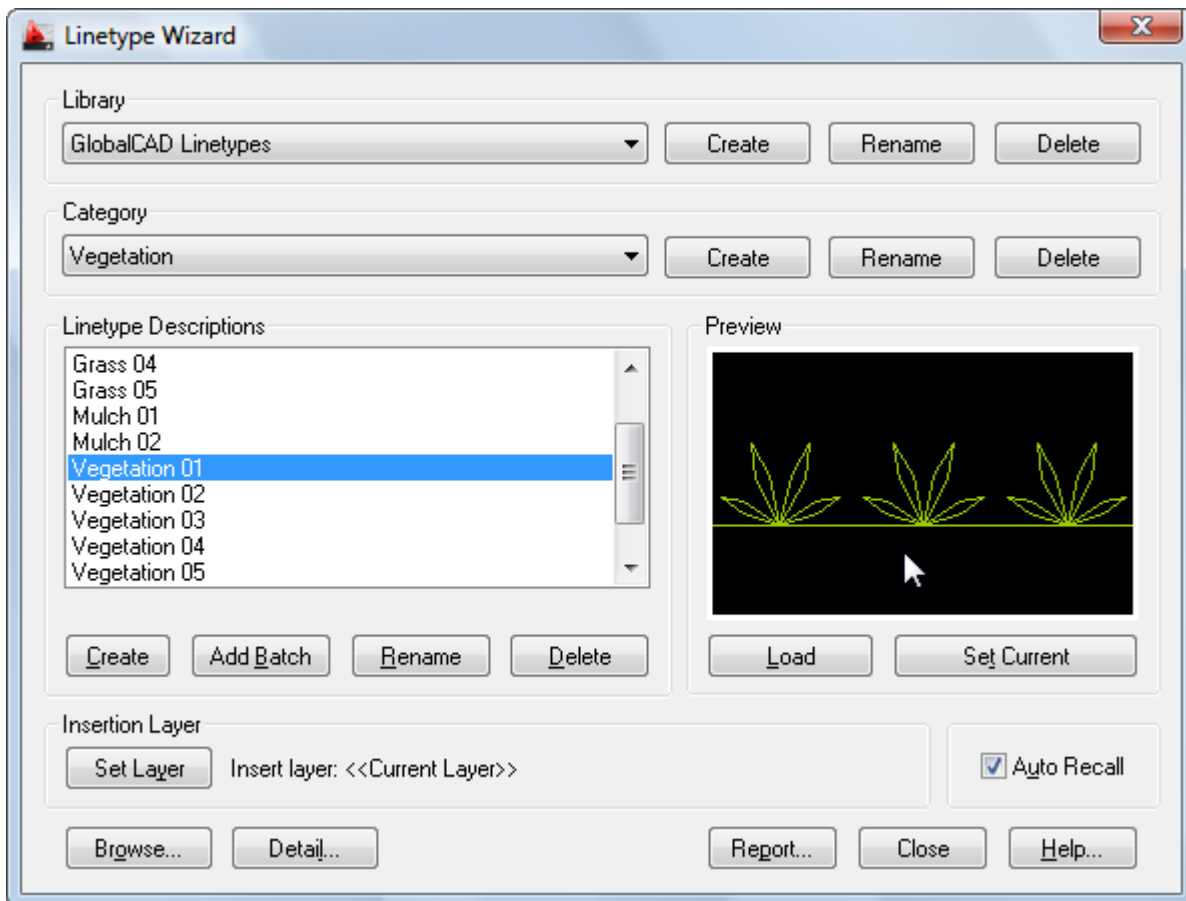 Linetype Wizard
Library
GlobalCAD Linetypes Create Rename Delete
Category
Vegetation Create Rename Delete
Linetype Descriptions
Grass 04
Grass 05
Mulch 01
Mulch 02
Vegetation 01
Vegetation 02
Vegetation 03
Vegetation 04
Vegetation 05
Create Add Batch Rename Delete
Preview
Load Set Current
Insertion Layer
Set Layer Insert layer: <<Current Layer>>
Auto Recall
Browse... Detail... Report... Close Help...